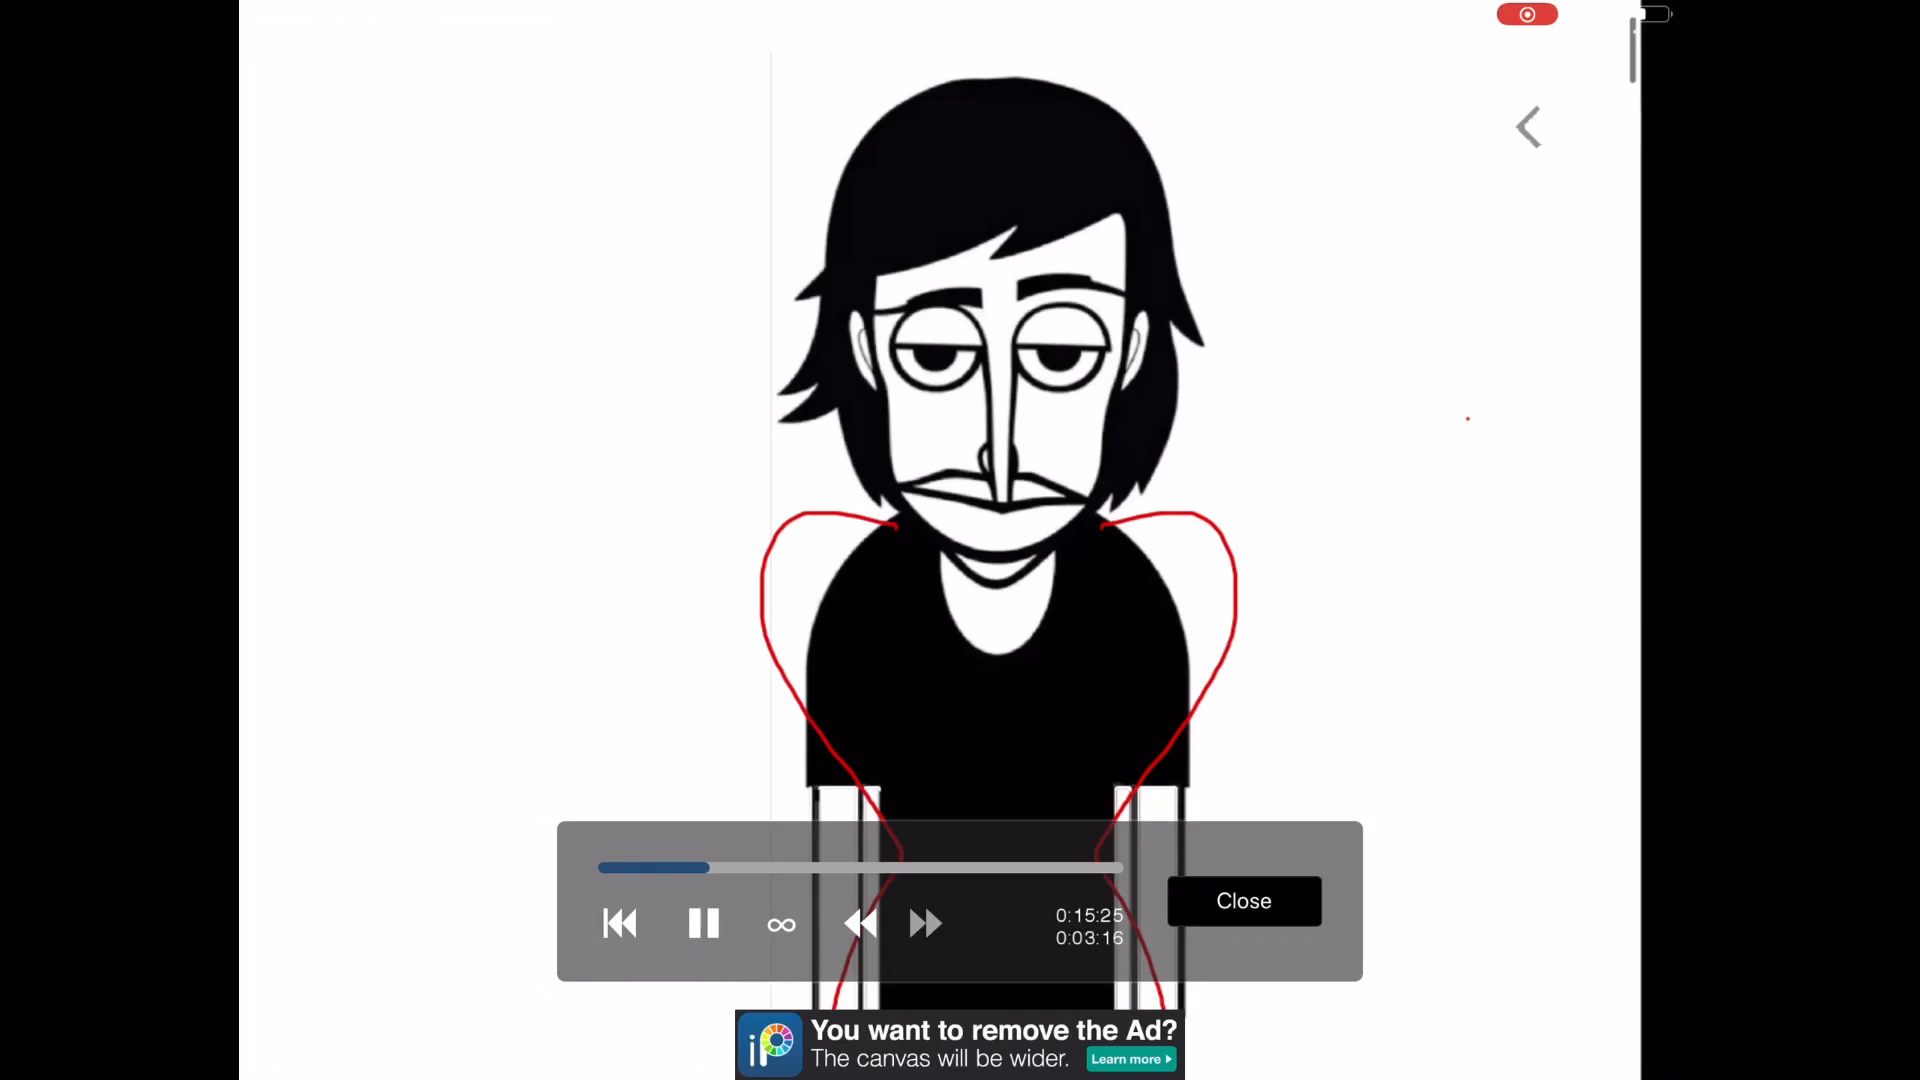 0:15:25
0:03:16
Close
iP
You want to remove the Ad?
The canvas will be wider.
Learn more